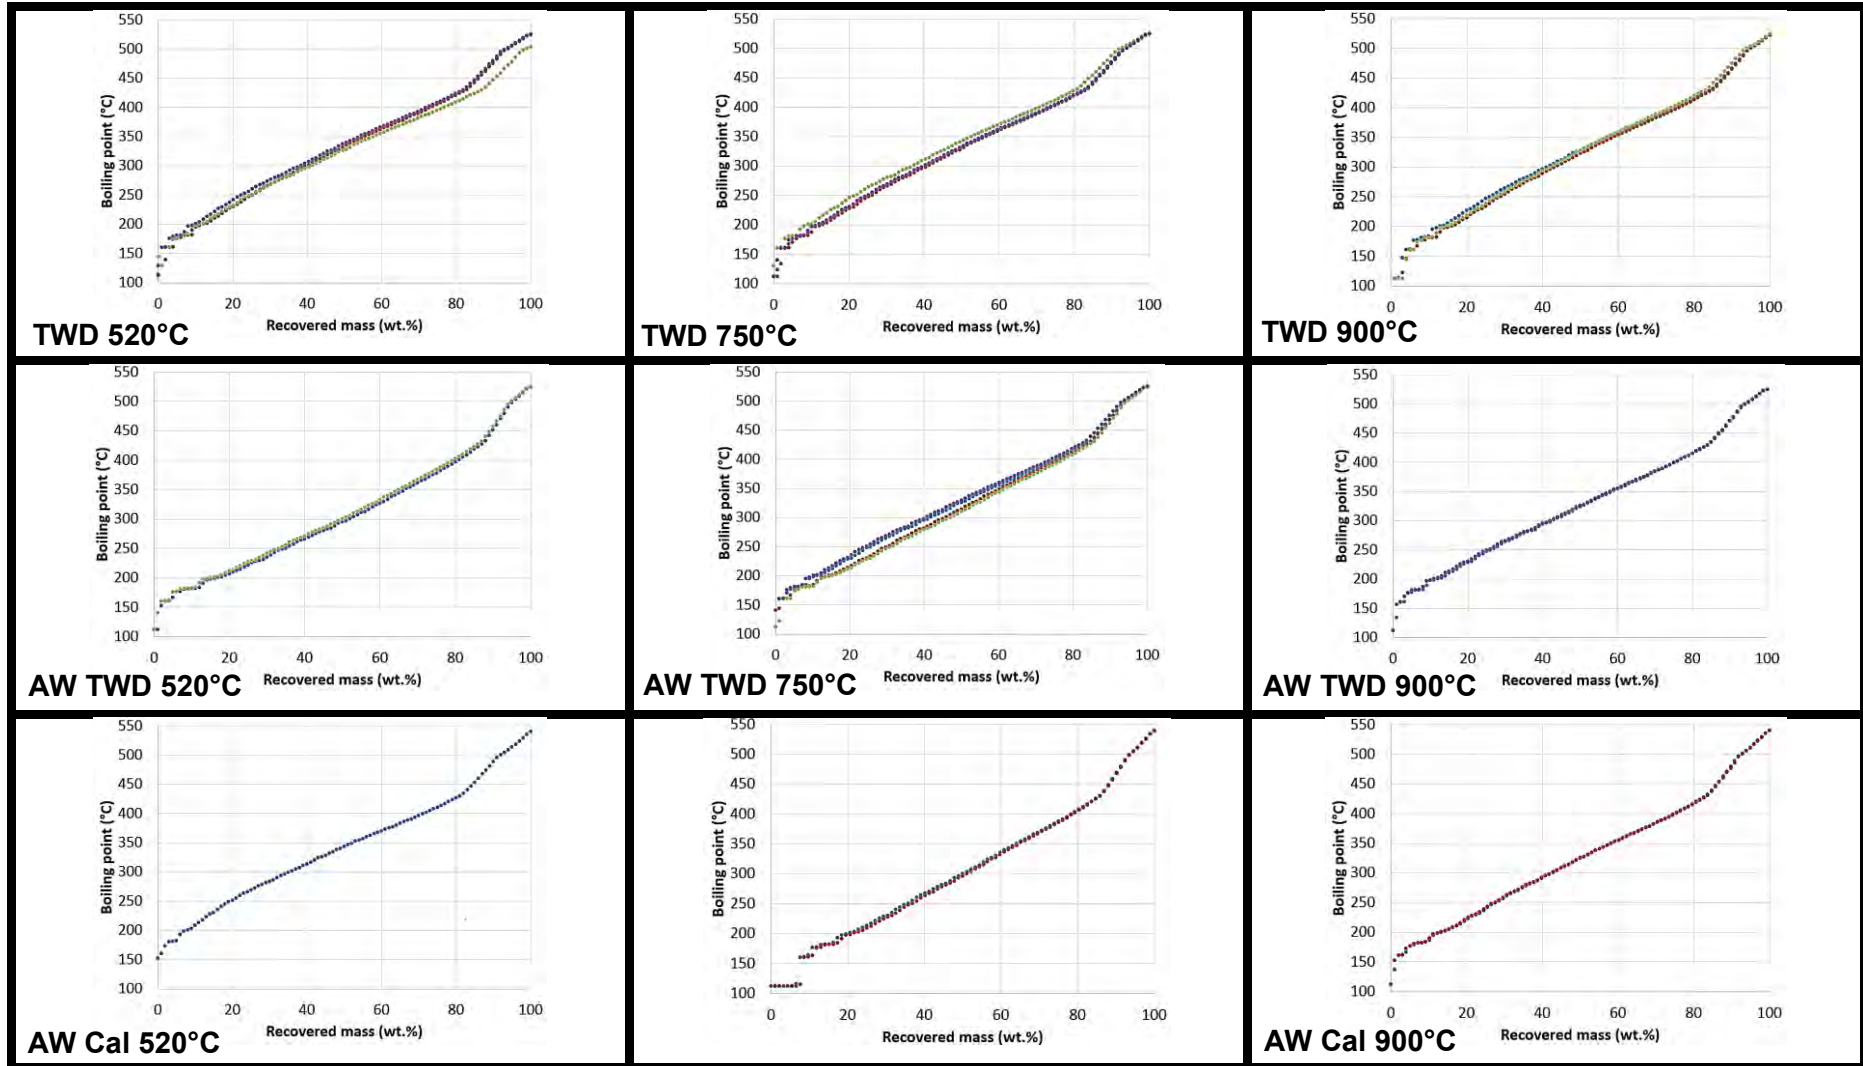 550
500
450
400
350
300
250
200
150
100
Boiling point (°C)
0 20 40 60 80 100
Recovered mass (wt.%)
TWD 520°C
550
500
450
400
350
300
250
200
150
100
Boiling point (°C)
0 20 40 60 80 100
Recovered mass (wt.%)
TWD 750°C
550
500
450
400
350
300
250
200
150
100
Boiling point (°C)
0 20 40 60 80 100
Recovered mass (wt.%)
TWD 900°C
550
500
450
400
350
300
250
200
150
100
Boiling point (°C)
0 20 40 60 80 100
Recovered mass (wt.%)
AW TWD 520°C
550
500
450
400
350
300
250
200
150
100
Boiling point (°C)
0 20 40 60 80 100
Recovered mass (wt.%)
AW TWD 750°C
550
500
450
400
350
300
250
200
150
100
Boiling point (°C)
0 20 40 60 80 100
Recovered mass (wt.%)
AW TWD 900°C
550
500
450
400
350
300
250
200
150
100
Boiling point (°C)
0 20 40 60 80 100
Recovered mass (wt.%)
AW Cal 520°C
550
500
450
400
350
300
250
200
150
100
Boiling point (°C)
0 20 40 60 80 100
Recovered mass (wt.%)
550
500
450
400
350
300
250
200
150
100
Boiling point (°C)
0 20 40 60 80 100
Recovered mass (wt.%)
AW Cal 900°C